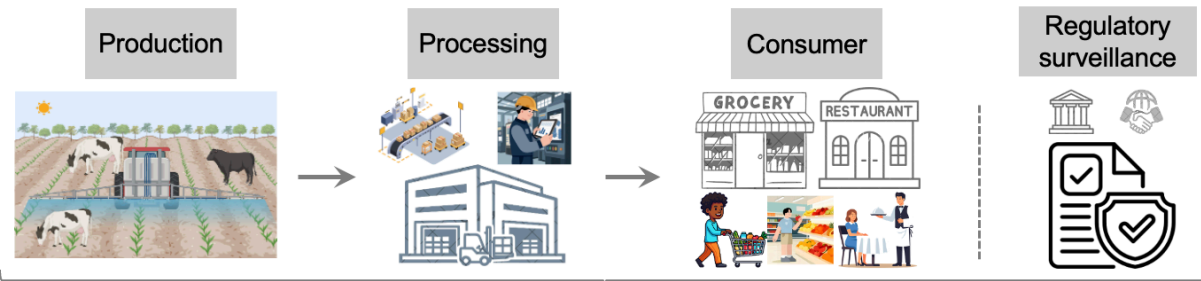 Production
Processing
Consumer
Regulatory
surveillance
GROCERY
RESTAURANT